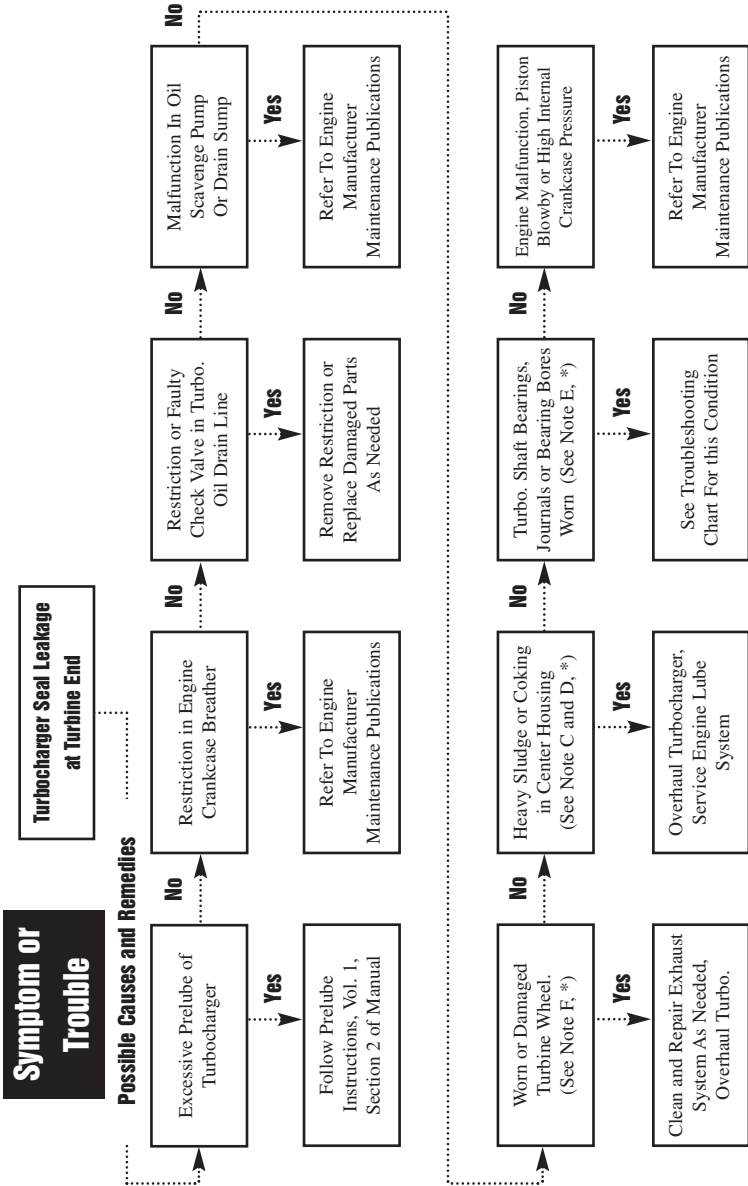 Symptom or
Trouble
Turbocharger Seal Leakage
at Turbine End
Possible Causes and Remedies
Excessive Prelube of
Turbocharger
No
Restriction in Engine
Crankcase Breather
No
Restriction or Faulty
Check Valve in Turbo.
Oil Drain Line
No
Malfunction In Oil
Scavenge Pump
Or Drain Sump
No
Yes
Yes
Yes
Yes
Follow Prelube
Instructions, Vol. 1,
Section 2 of Manual
Refer To Engine
Manufacturer
Maintenance Publications
Remove Restriction or
Replace Damaged Parts
As Needed
Refer To Engine
Manufacturer
Maintenance Publications
Worn or Damaged
Turbine Wheel.
(See Note F, *)
No
Heavy Sludge or Coking
in Center Housing
(See Note C and D, *)
No
Turbo. Shaft Bearings,
Journals or Bearing Bores
Worn (See Note E, *)
No
Engine Malfunction, Piston
Blowby or High Internal
Crankcase Pressure
Yes
Yes
Yes
Yes
Clean and Repair Exhaust
System As Needed,
Overhaul Turbo.
Overhaul Turbocharger,
Service Engine Lube
System
See Troubleshooting
Chart For this Condition
Refer To Engine
Manufacturer
Maintenance Publications